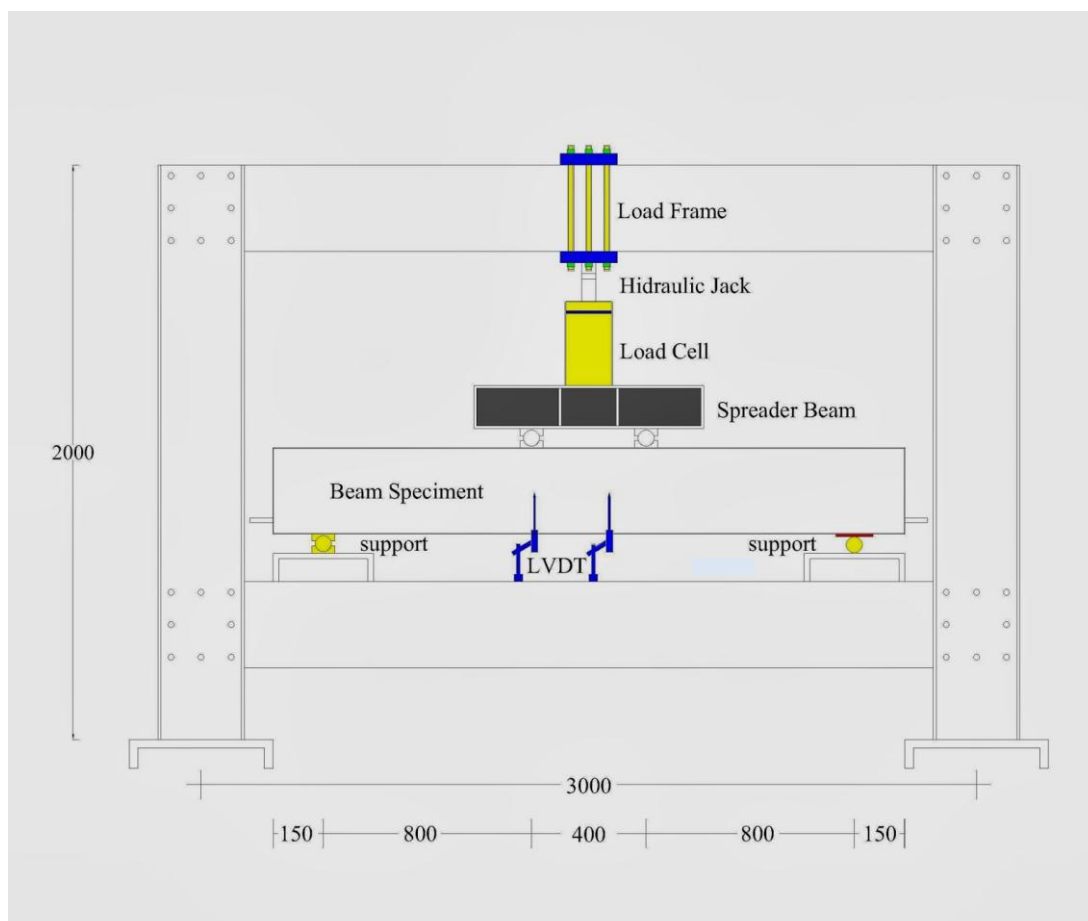 Load Frame
Hidraulic Jack
Load Cell
Spreader Beam
2000
Beam Speciment
support
support
LVDT
3000
150
800
400
800
150